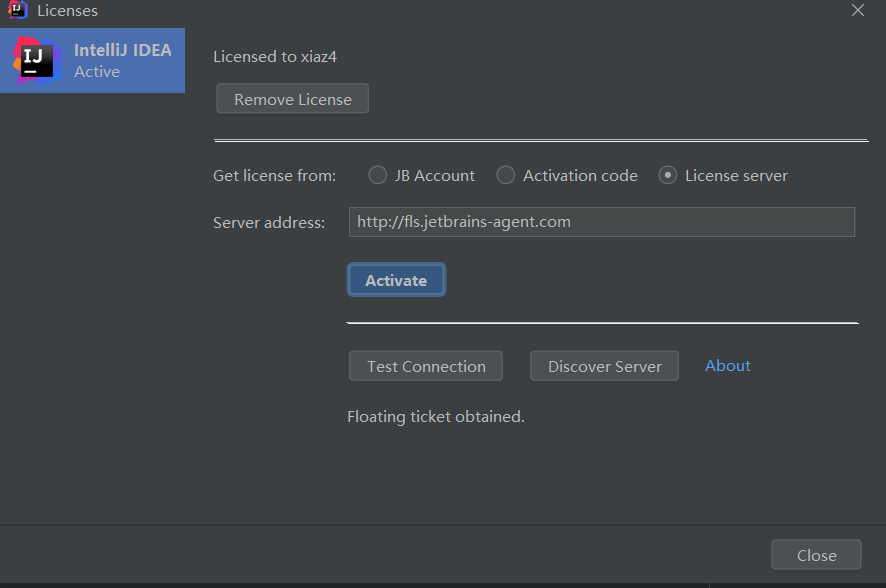 Licenses
IntelliJ IDEA
Active
Licensed to xiaz4
Remove License
Get license from: JB Account Activation code License server
Server address: http://fls.jetbrains-agent.com
Activate
Test Connection Discover Server About
Floating ticket obtained.
Close